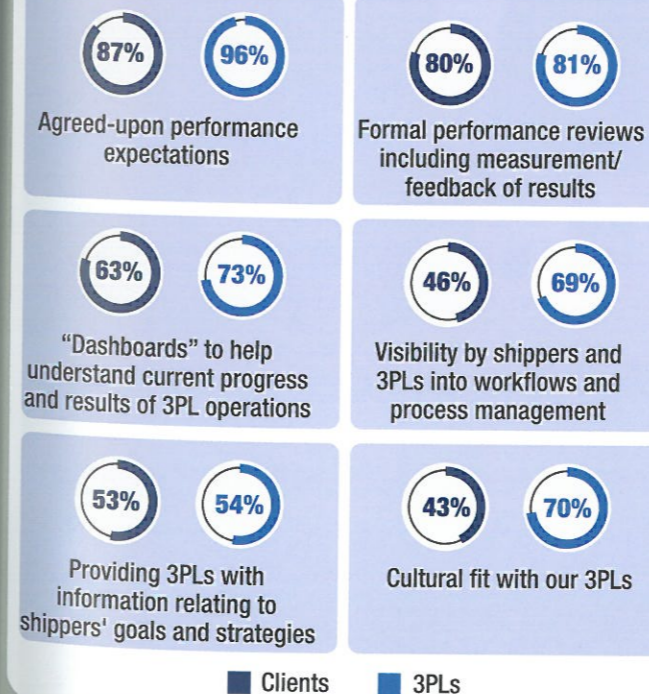 87% 96%
Agreed-upon performance
expectations
80% 81%
Formal performance reviews
including measurement/
feedback of results
63% 73%
“Dashboards” to help
understand current progress
and results of 3PL operations
46% 69%
Visibility by shippers and
3PLs into workflows and
process management
53% 54%
Providing 3PLs with
information relating to
shippers' goals and strategies
43% 70%
Cultural fit with our 3PLs
Clients 3PLs